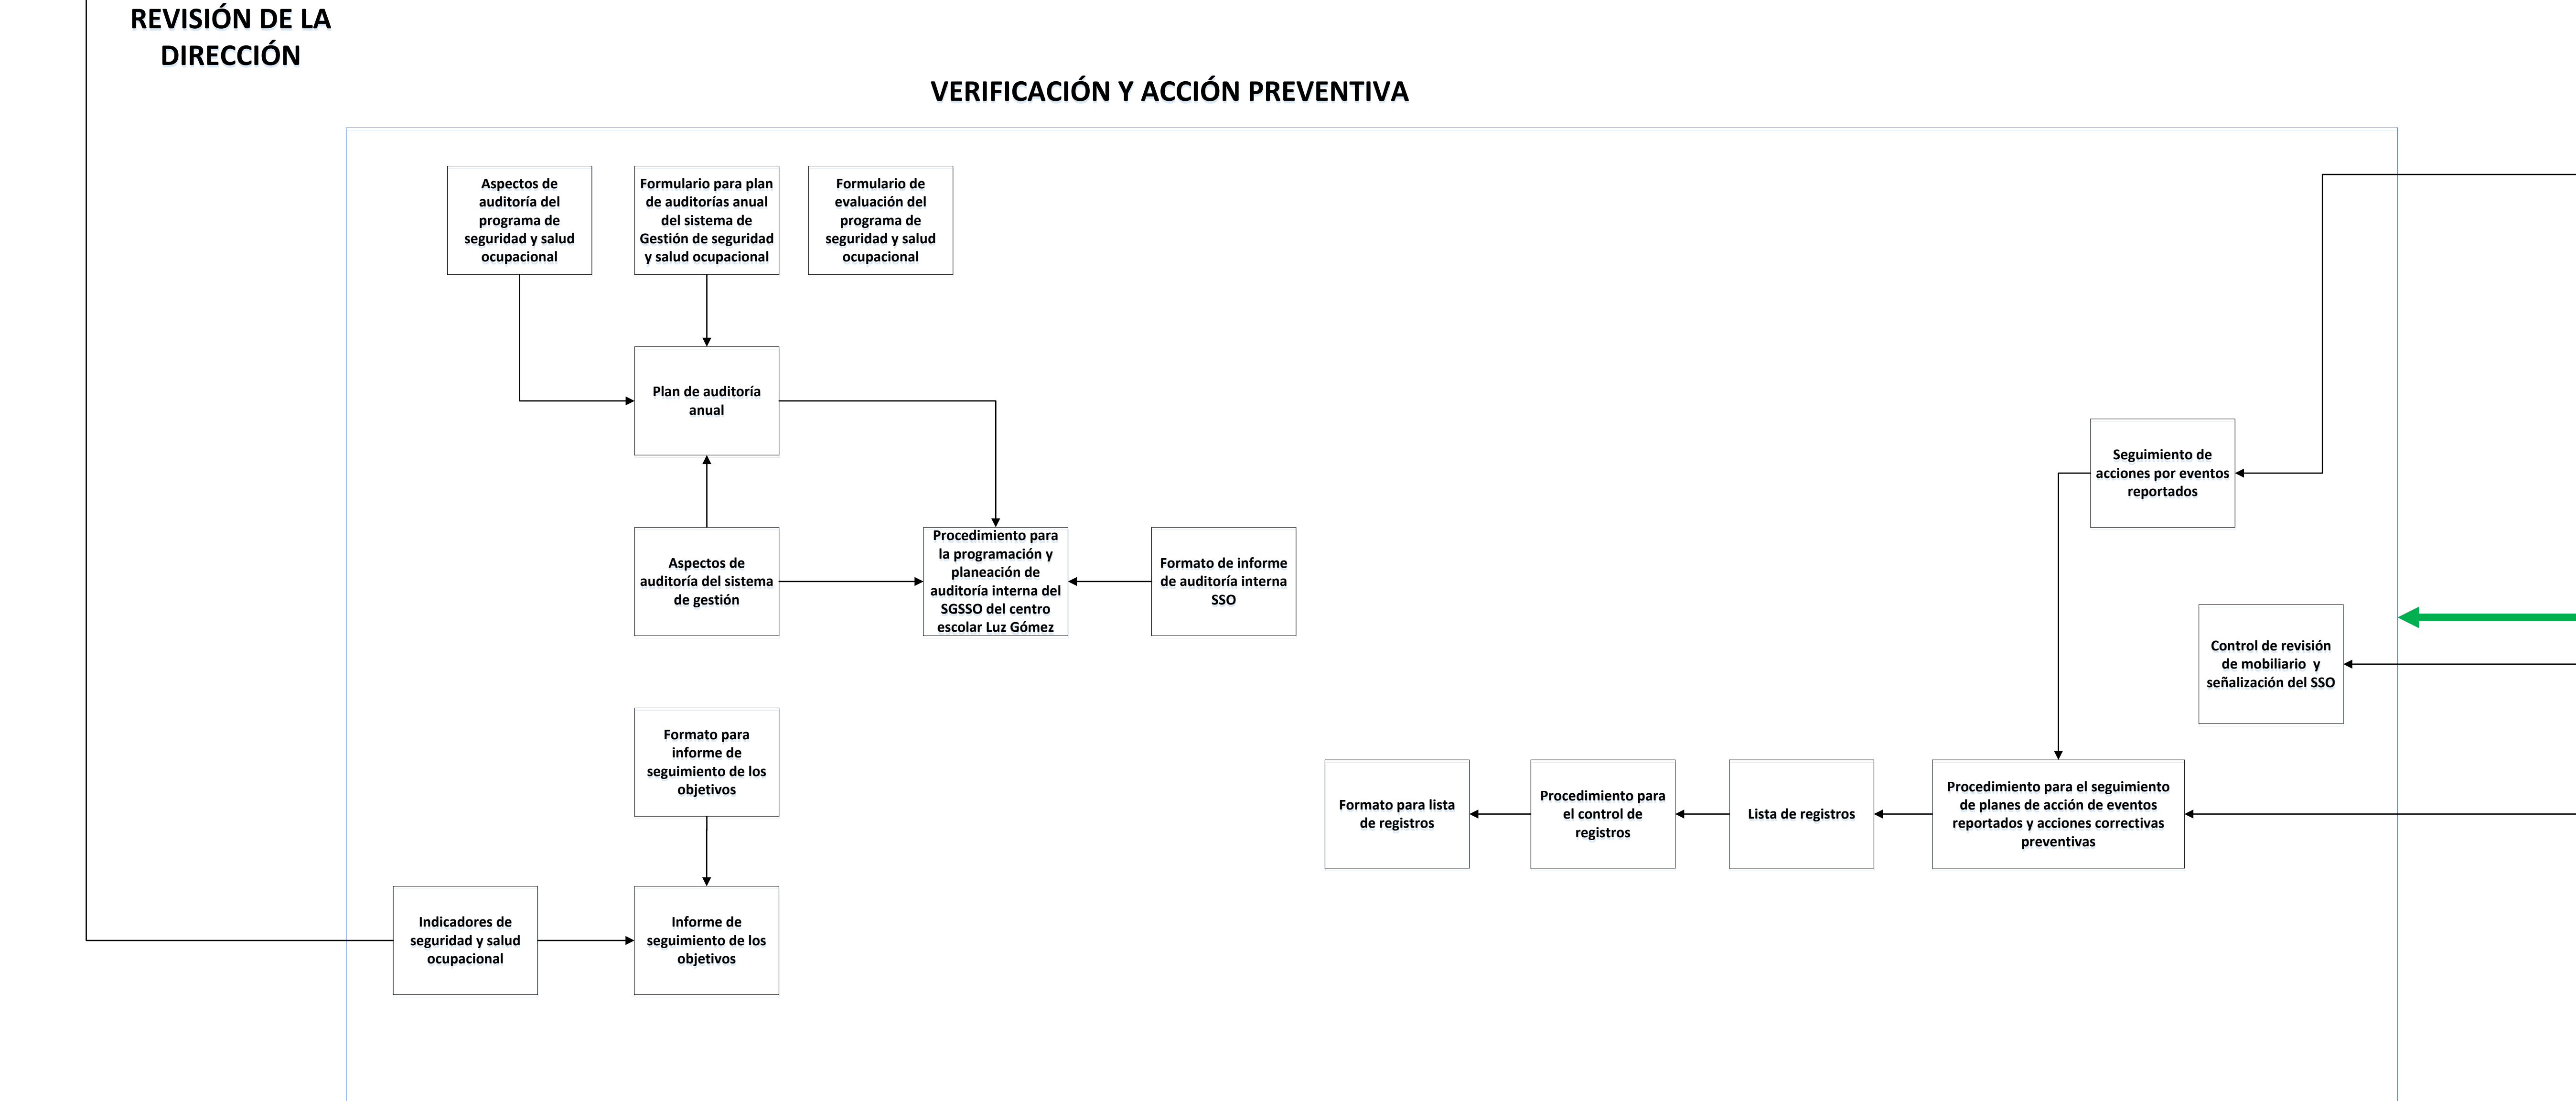 REVISIÓN DE LA
DIRECCIÓN
VERIFICACIÓN Y ACCIÓN PREVENTIVA
Aspectos de
auditoría del
programa de
seguridad y salud
ocupacional
Formulario para plan
de auditorías anual
del sistema de
Gestión de seguridad
y salud ocupacional
Formulario de
evaluación del
programa de
seguridad y salud
ocupacional
Plan de auditoría
anual
Seguimiento de
acciones por eventos
reportados
Aspectos de
auditoría del sistema
de gestión
Procedimiento para
la programación y
planeación de
auditoría interna del
SGSSO del centro
escolar Luz Gómez
Formato de informe
de auditoría interna
SSO
Control de revisión
de mobiliario  y
señalización del SSO
Formato para
informe de
seguimiento de los
objetivos
Formato para lista
de registros
Procedimiento para
el control de
registros
Lista de registros
Procedimiento para el seguimiento
de planes de acción de eventos
reportados y acciones correctivas
preventivas
Indicadores de
seguridad y salud
ocupacional
Informe de
seguimiento de los
objetivos